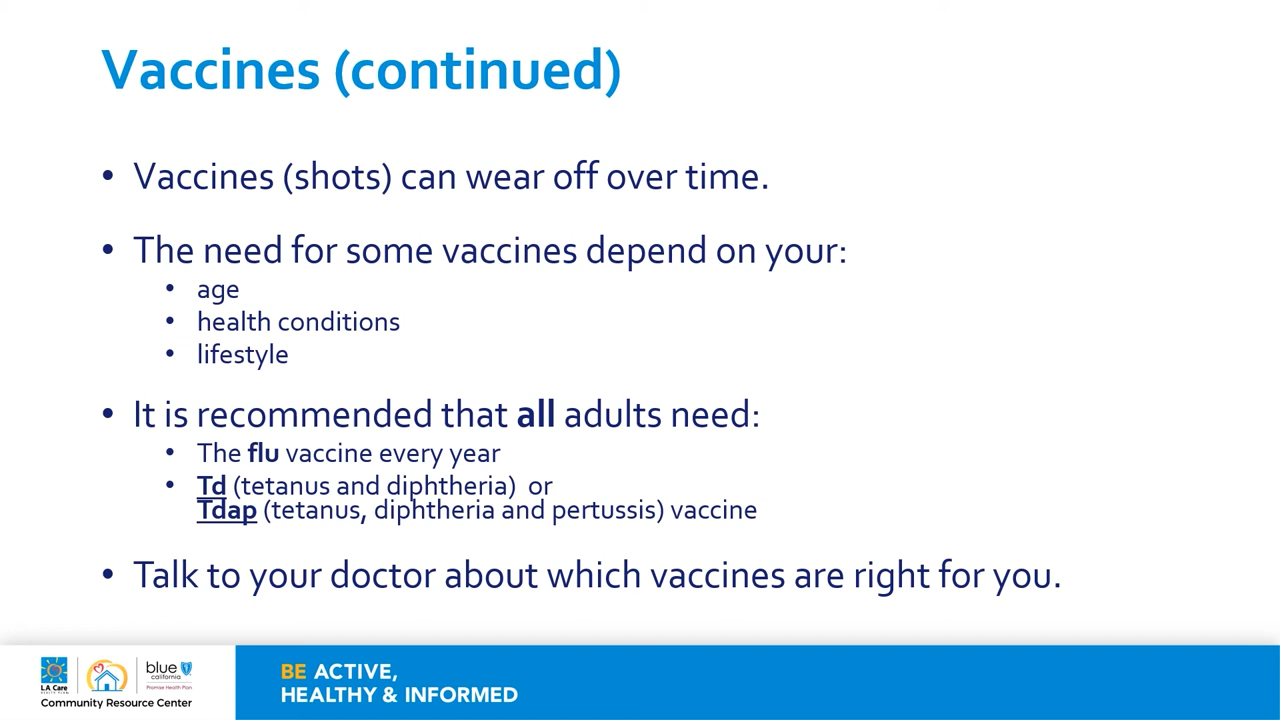 Vaccines (continued)
• Vaccines (shots) can wear off over time.
• The need for some vaccines depend on your:
• age
• health conditions
• lifestyle
• It is recommended that all adults need:
• The flu vaccine every year
• Td (tetanus and diphtheria) or
Tdap (tetanus, diphtheria and pertussis) vaccine
• Talk to your doctor about which vaccines are right for you.
L.A. Care
HEALTH PLAN
blue
california
Promise Health Plan
Community Resource Center
BE ACTIVE,
HEALTHY & INFORMED